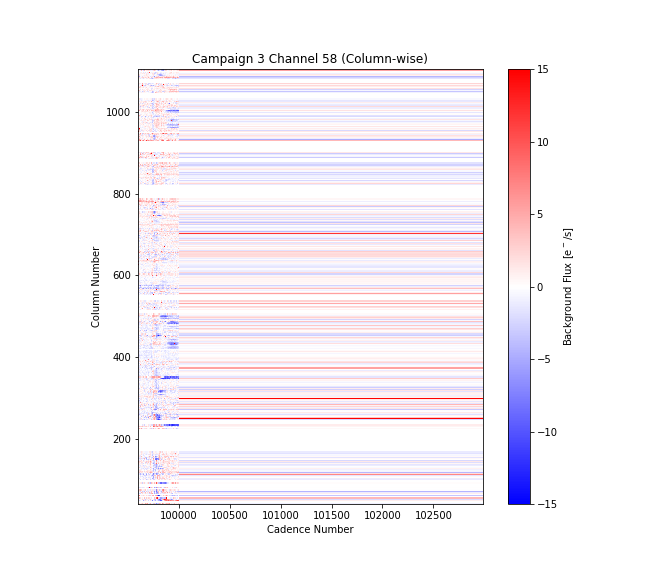 Campaign 3 Channel 58 (Column-wise)
1000
800
600
400
200
Column Number
100000 100500 101000 101500 102000 102500
Cadence Number
15
10
5
0
−5
−10
−15
Background Flux [e⁻/s]